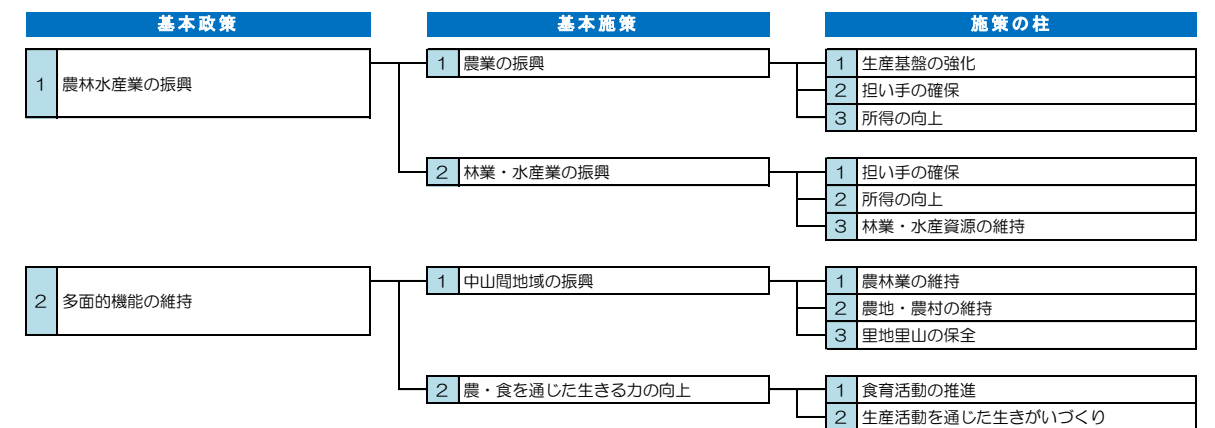 基本政策 基本施策 施策の柱
1 農林水産業の振興 1 農業の振興 1 生産基盤の強化
2 担い手の確保
3 所得の向上
2 林業・水産業の振興 1 担い手の確保
2 所得の向上
3 林業・水産資源の維持
2 多面的機能の維持 1 中山間地域の振興 1 農林業の維持
2 農地・農村の維持
3 里地里山の保全
2 農・食を通じた生きる力の向上 1 食育活動の推進
2 生産活動を通じた生きがいづくり